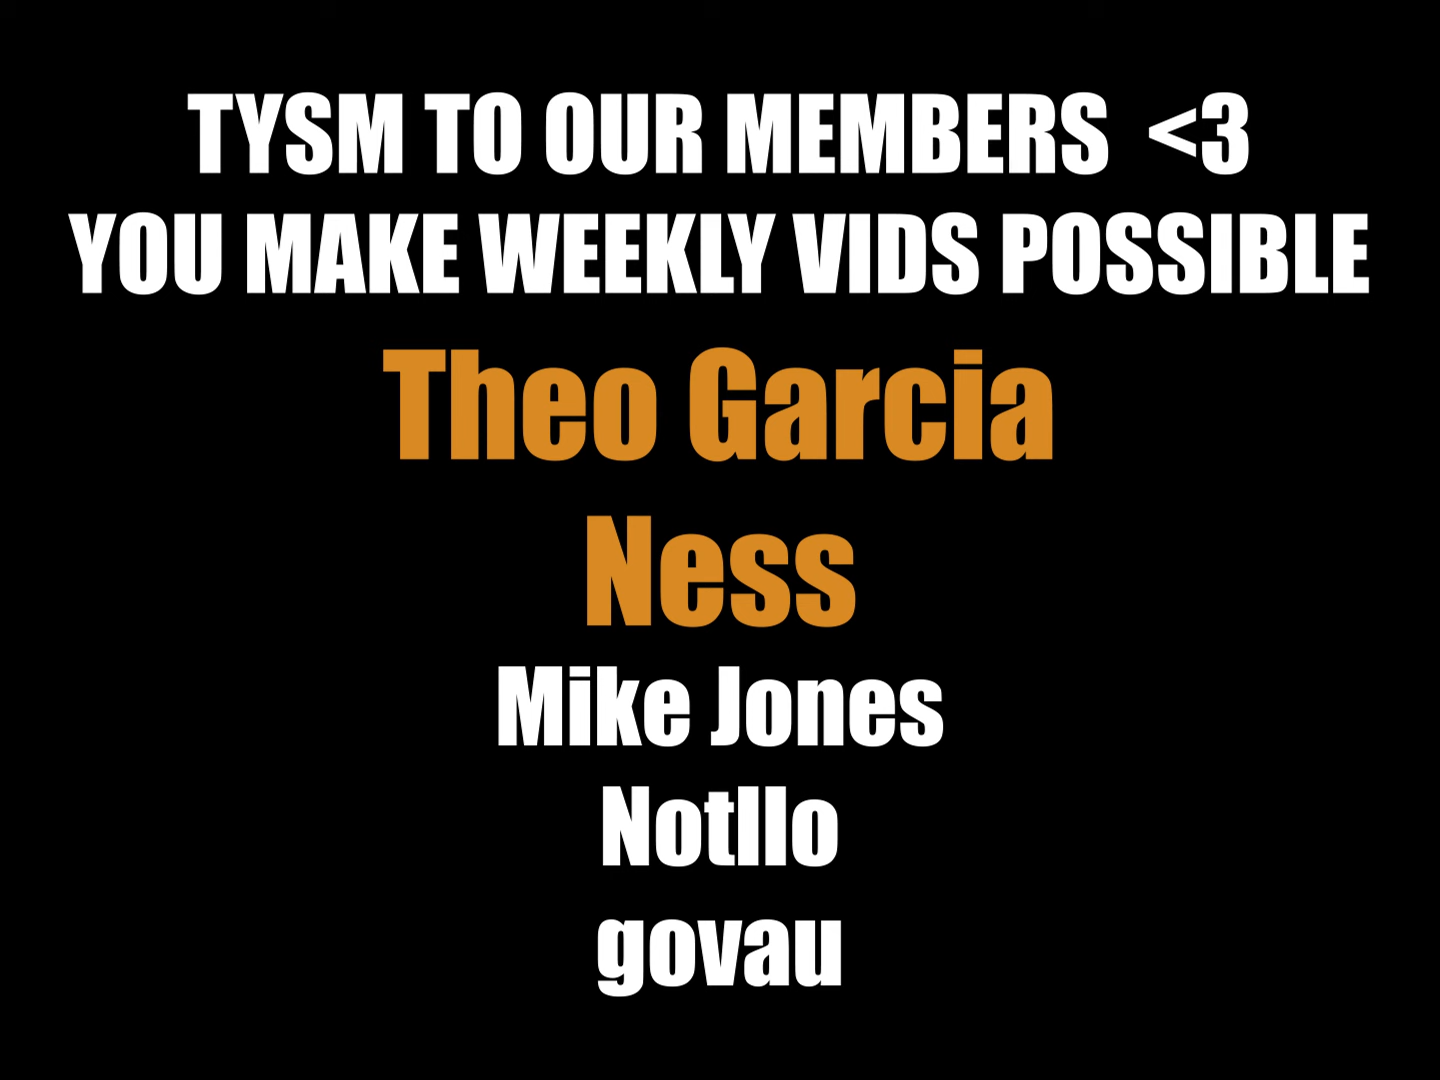 TYSM TO OUR MEMBERS <3
YOU MAKE WEEKLY VIDS POSSIBLE
Theo Garcia
Ness
Mike Jones
Notllo
govau